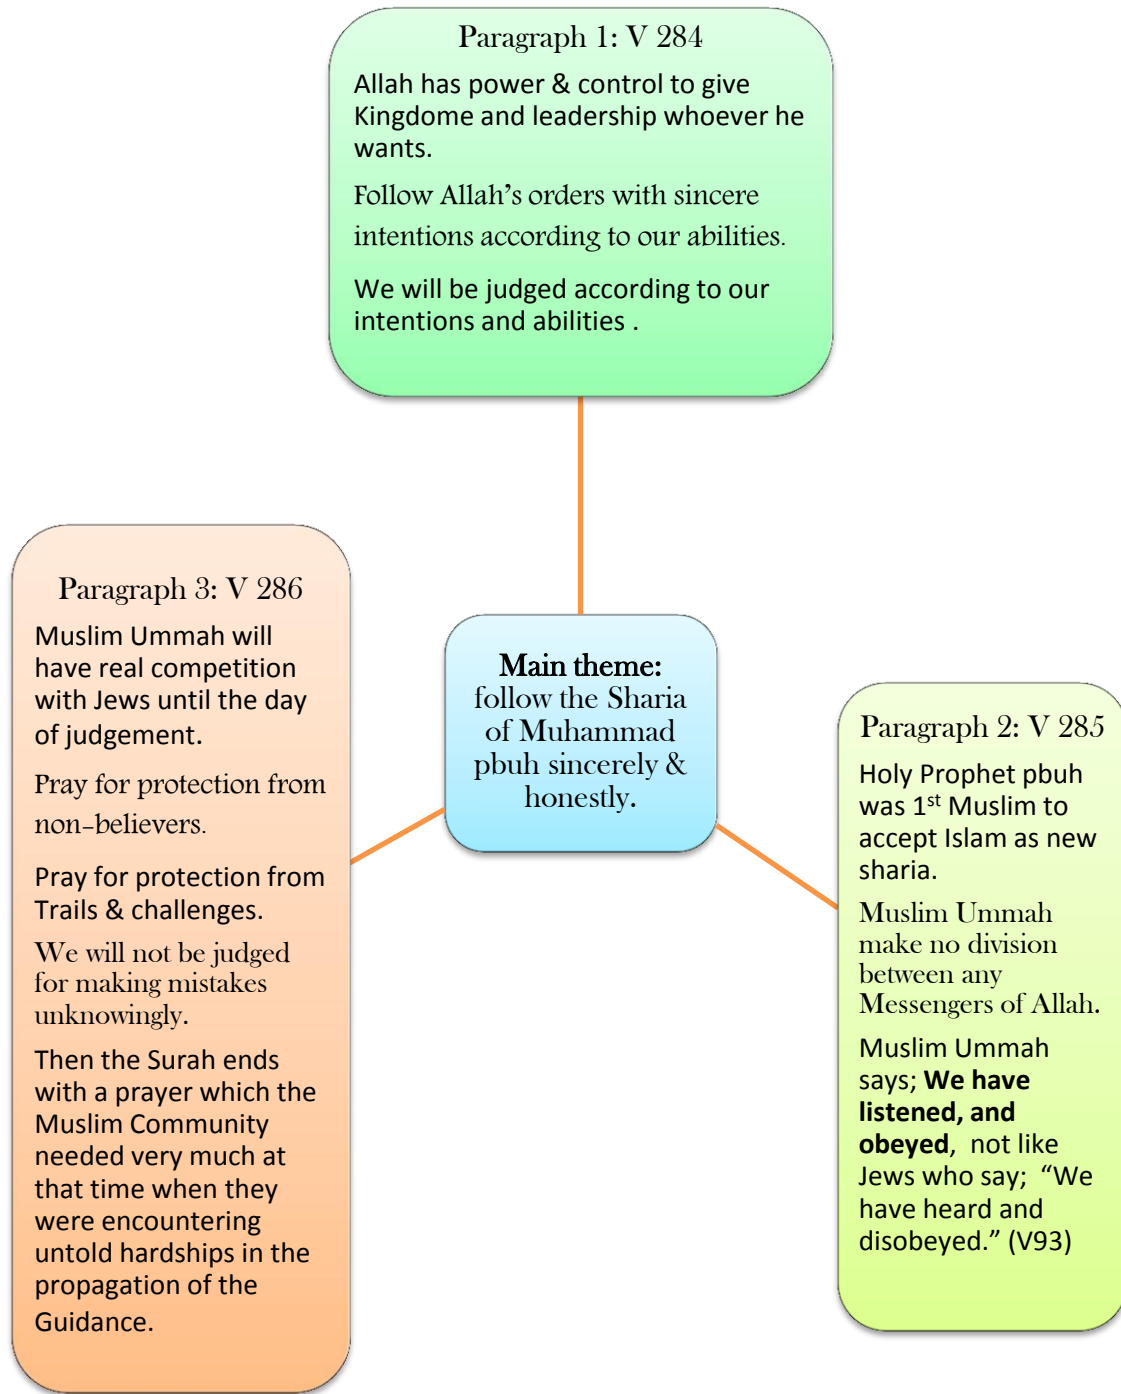 Paragraph 1: V 284
Allah has power & control to give
Kingdome and leadership whoever he
wants.
Follow Allah’s orders with sincere
intentions according to our abilities.
We will be judged according to our
intentions and abilities .
Main theme:
follow the Sharia
of Muhammad
pbuh sincerely &
honestly.
Paragraph 2: V 285
Holy Prophet pbuh
was 1st Muslim to
accept Islam as new
sharia.
Muslim Ummah
make no division
between any
Messengers of Allah.
Muslim Ummah
says; We have
listened, and
obeyed, not like
Jews who say; “We
have heard and
disobeyed.” (V93)
Paragraph 3: V 286
Muslim Ummah will
have real competition
with Jews until the day
of judgement.
Pray for protection from
non-believers.
Pray for protection from
Trails & challenges.
We will not be judged
for making mistakes
unknowingly.
Then the Surah ends
with a prayer which the
Muslim Community
needed very much at
that time when they
were encountering
untold hardships in the
propagation of the
Guidance.